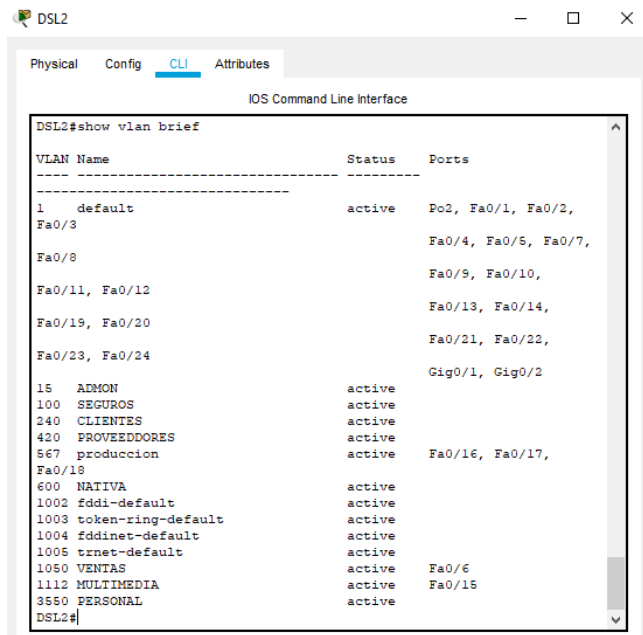 DSL2
Physical Config CLI Attributes
IOS Command Line Interface
DSL2#show vlan brief
VLAN Name Status Ports
---- -------------------------------- --------- -------------------------------
1 default active Po2, Fa0/1, Fa0/2,
Fa0/3
Fa0/4, Fa0/5, Fa0/7,
Fa0/8
Fa0/9, Fa0/10,
Fa0/11, Fa0/12
Fa0/13, Fa0/14,
Fa0/19, Fa0/20
Fa0/21, Fa0/22,
Fa0/23, Fa0/24
Gig0/1, Gig0/2
15 ADMON active
100 SEGUROS active
240 CLIENTES active
420 PROVEEDDORES active
567 produccion active Fa0/16, Fa0/17,
Fa0/18
600 NATIVA active
1002 fddi-default active
1003 token-ring-default active
1004 fddinet-default active
1005 trnet-default active
1050 VENTAS active Fa0/6
1112 MULTIMEDIA active Fa0/15
3550 PERSONAL active
DSL2#